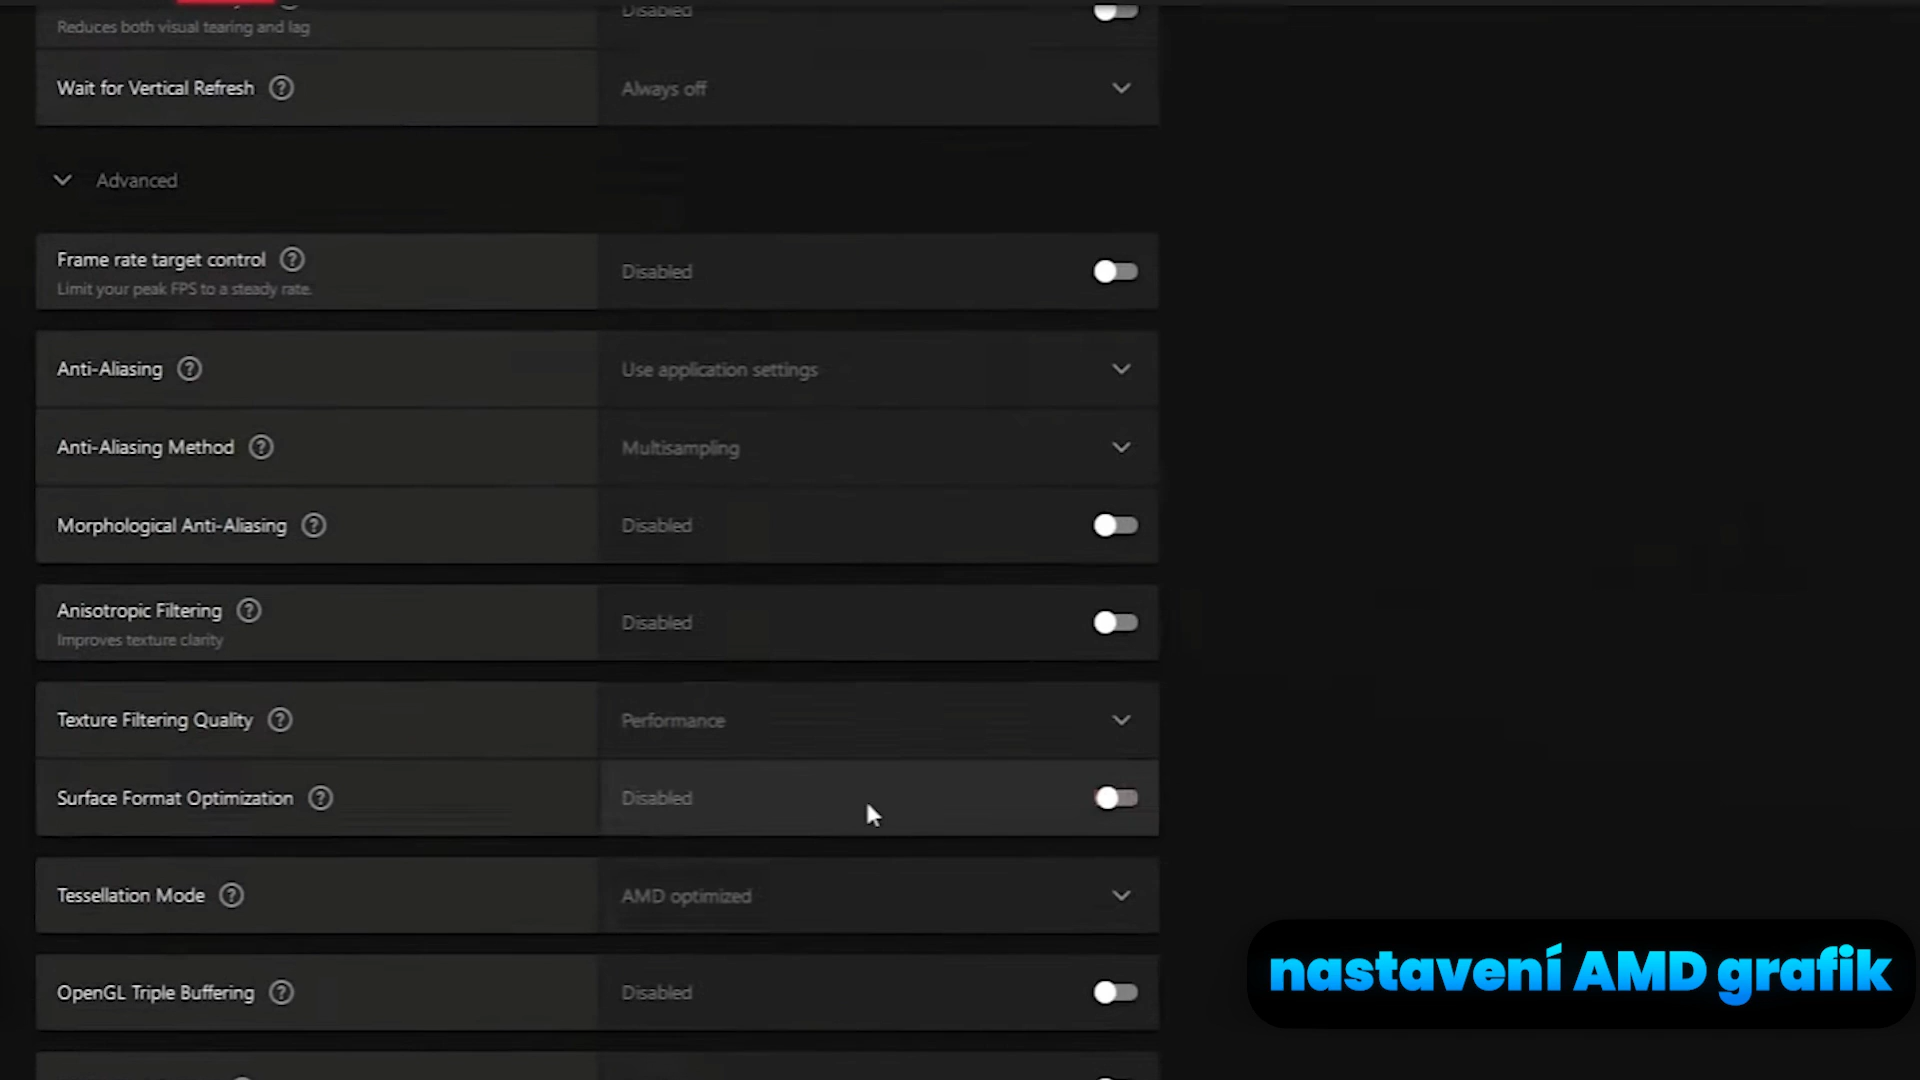 Disabled
Reduces both visual tearing and lag
Wait for Vertical Refresh ? Always off
Advanced
Frame rate target control ? Disabled
Limit your peak FPS to a steady rate.
Anti-Aliasing ? Use application settings
Anti-Aliasing Method ? Multisampling
Morphological Anti-Aliasing ? Disabled
Anisotropic Filtering ? Disabled
Improves texture clarity
Texture Filtering Quality ? Performance
Surface Format Optimization ? Disabled
Tessellation Mode ? AMD optimized
nastavení AMD grafik
OpenGL Triple Buffering ? Disabled